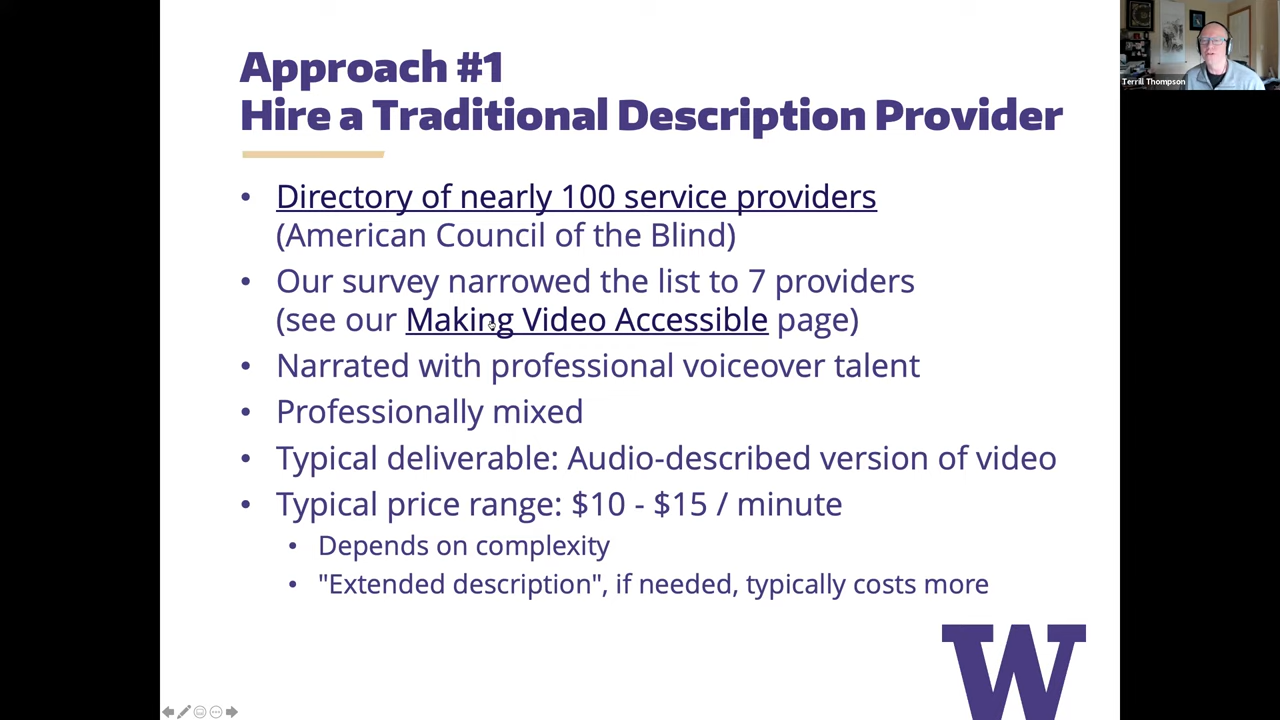 Approach #1
Hire a Traditional Description Provider
• Directory of nearly 100 service providers
(American Council of the Blind)
• Our survey narrowed the list to 7 providers
(see our Making Video Accessible page)
• Narrated with professional voiceover talent
• Professionally mixed
• Typical deliverable: Audio-described version of video
• Typical price range: $10 - $15 / minute
• Depends on complexity
• "Extended description", if needed, typically costs more
W
Terrill Thompson